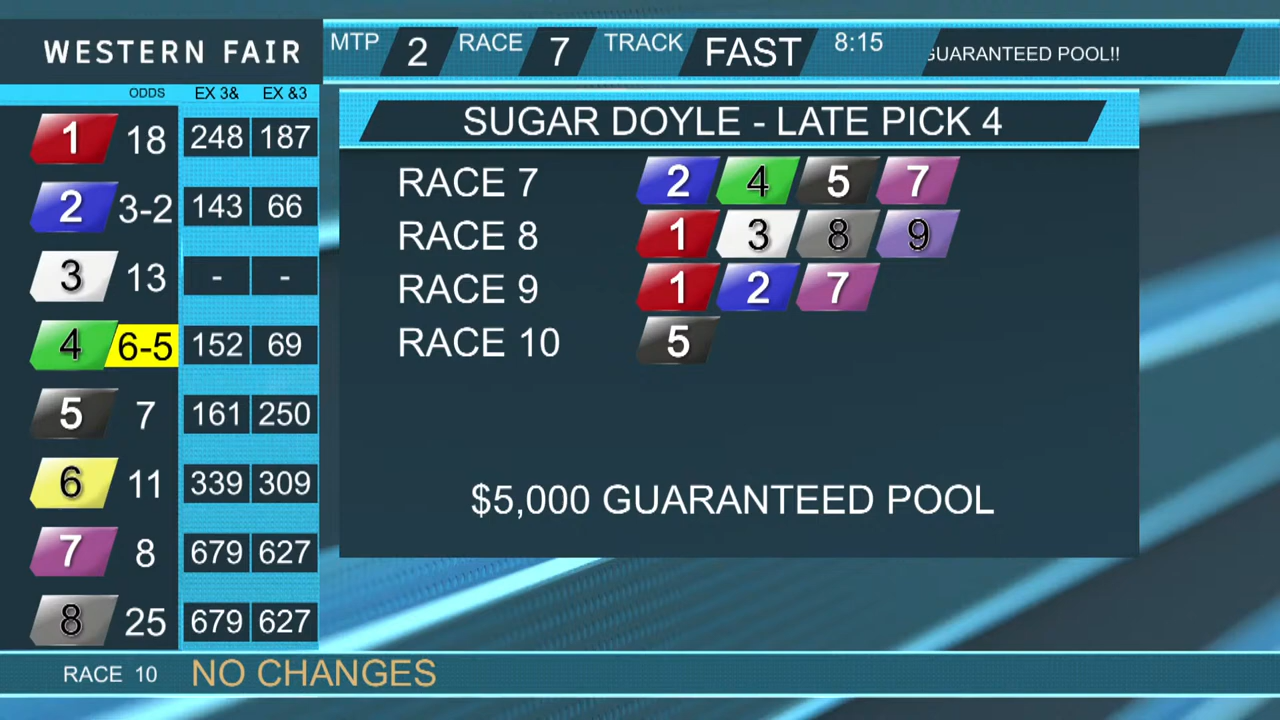 WESTERN FAIR
MTP 2 RACE 7 TRACK FAST 8:15 GUARANTEED POOL!!
ODDS EX 3& EX &3
1 18 248 187
2 3-2 143 66
3 13 - -
4 6-5 152 69
5 7 161 250
6 11 339 309
7 8 679 627
8 25 679 627
SUGAR DOYLE - LATE PICK 4
RACE 7 2 4 5 7
RACE 8 1 3 8 9
RACE 9 1 2 7
RACE 10 5
$5,000 GUARANTEED POOL
RACE 10 NO CHANGES